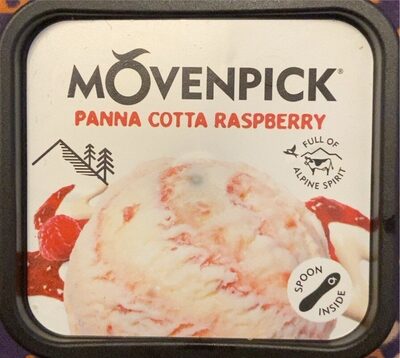 MÖVENPICK®
PANNA COTTA RASPBERRY
FULL OF
ALPINE SPIRIT
SPOON
INSIDE